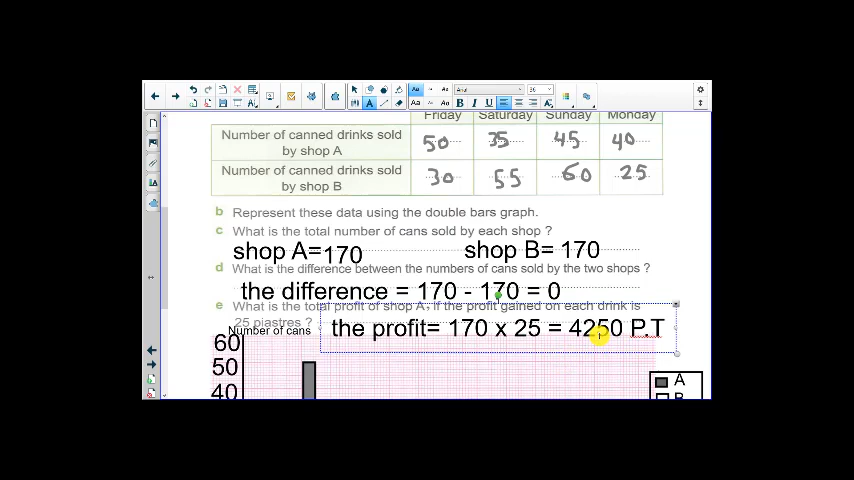 Arial 36
B I U
Friday Saturday Sunday Monday
Number of canned drinks sold by shop A 50 35 45 40
Number of canned drinks sold by shop B 30 55 60 25
b Represent these data using the double bars graph.
c What is the total number of cans sold by each shop ?
shop A=170 shop B= 170
d What is the difference between the numbers of cans sold by the two shops ?
the difference = 170 - 170 = 0
e What is the total profit of shop A, if the profit gained on each drink is
25 piastres ?
the profit= 170 x 25 = 4250 P.T
Number of cans
60
50
40
A
B